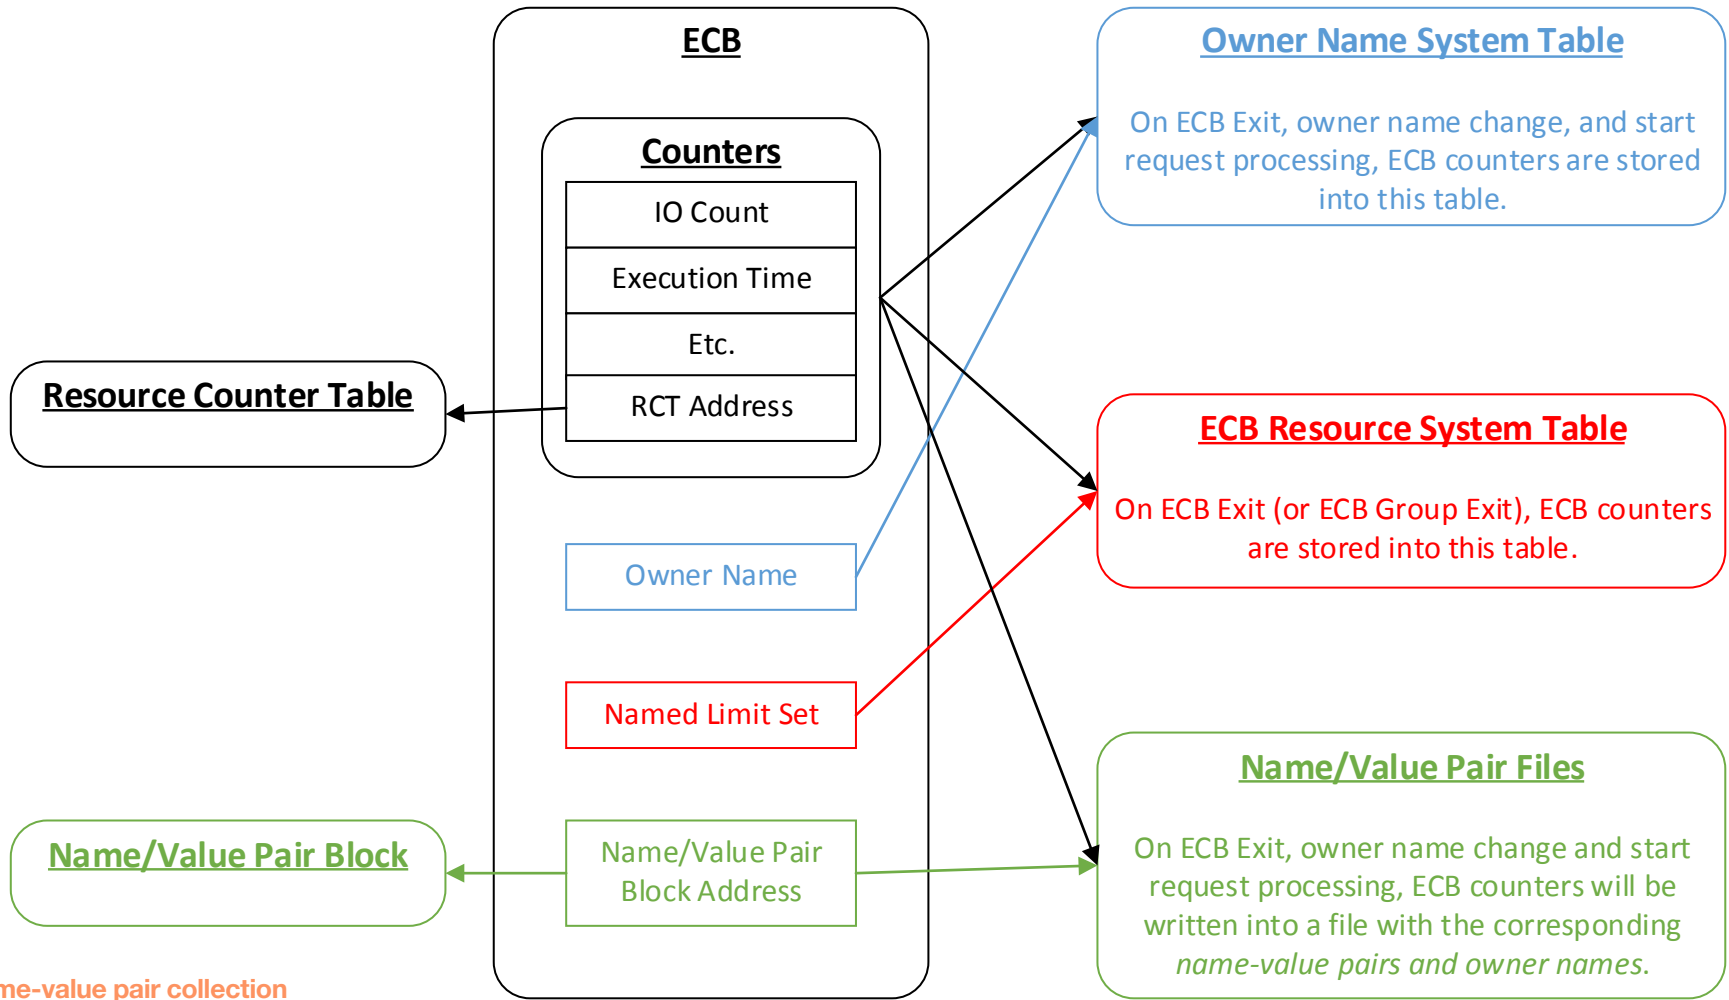 ECB
Counters
IO Count
Execution Time
Etc.
RCT Address
Owner Name
Named Limit Set
Name/Value Pair
Block Address
Resource Counter Table
Name/Value Pair Block
Owner Name System Table
On ECB Exit, owner name change, and start
request processing, ECB counters are stored
into this table.
ECB Resource System Table
On ECB Exit (or ECB Group Exit), ECB counters
are stored into this table.
Name/Value Pair Files
On ECB Exit, owner name change and start
request processing, ECB counters will be
written into a file with the corresponding
name-value pairs and owner names.
me-value pair collection